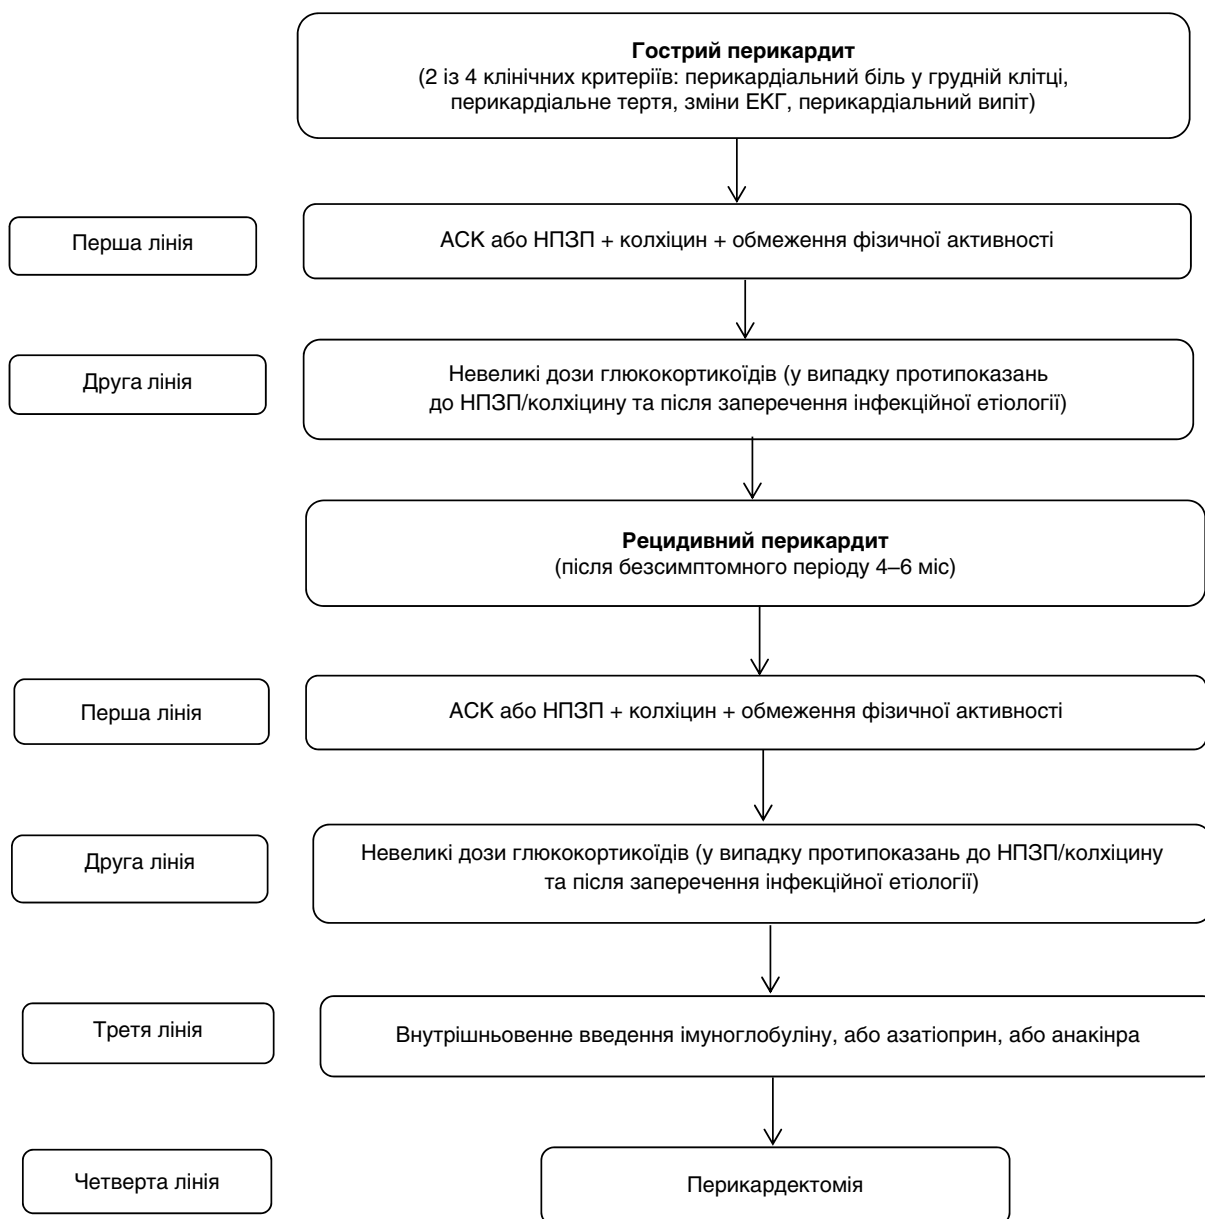 Гострий перикардит
(2 із 4 клінічних критеріїв: перикардіальний біль у грудній клітці,
перикардіальне тертя, зміни ЕКГ, перикардіальний випіт)
Перша лінія
АСК або НПЗП + колхіцин + обмеження фізичної активності
Друга лінія
Невеликі дози глюкокортикоїдів (у випадку протипоказань
до НПЗП/колхіцину та після заперечення інфекційної етіології)
Рецидивний перикардит
(після безсимптомного періоду 4–6 міс)
Перша лінія
АСК або НПЗП + колхіцин + обмеження фізичної активності
Друга лінія
Невеликі дози глюкокортикоїдів (у випадку протипоказань до НПЗП/колхіцину
та після заперечення інфекційної етіології)
Третя лінія
Внутрішньовенне введення імуноглобуліну, або азатіоприн, або анакінра
Четверта лінія
Перикардектомія